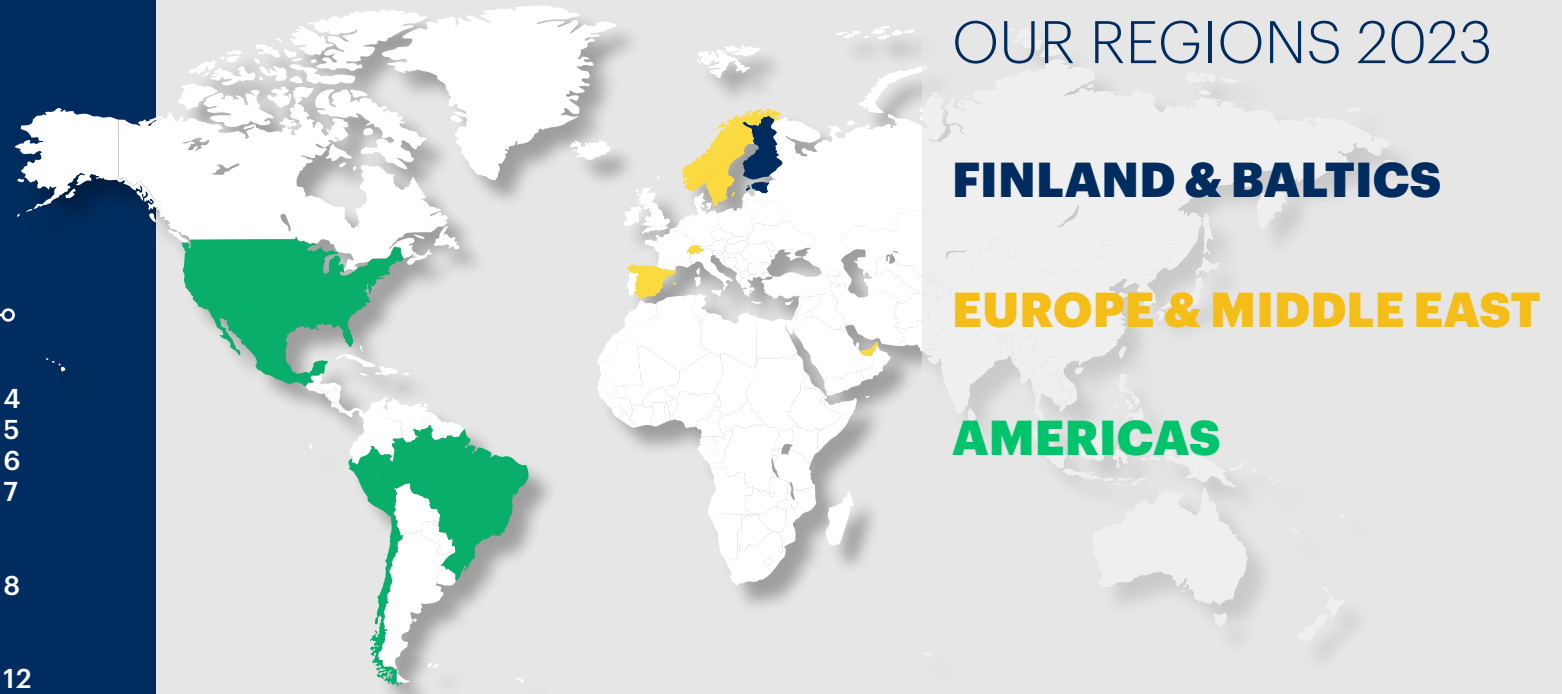 OUR REGIONS 2023
FINLAND & BALTICS
EUROPE & MIDDLE EAST
AMERICAS
4
5
6
7
8
12